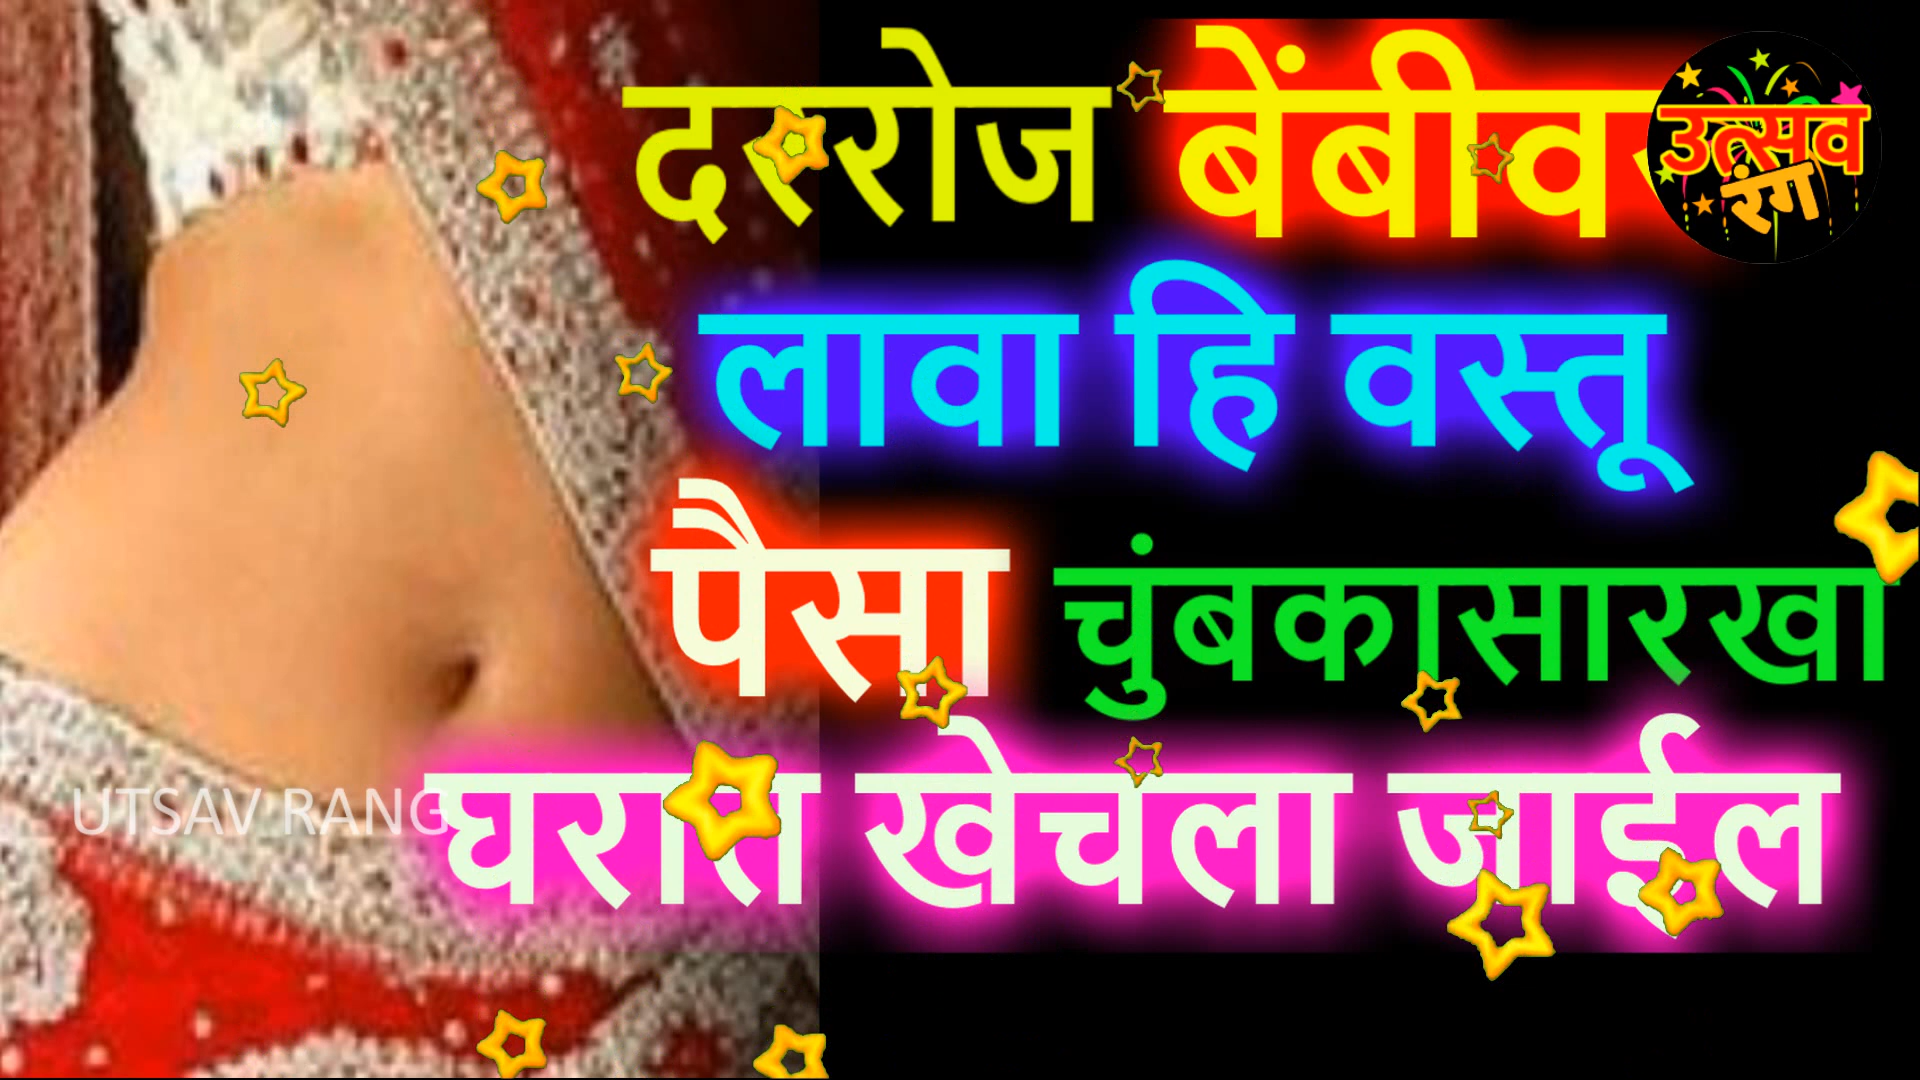 दररोज बेंबीवर
उत्सव
रंग
लावा हि वस्तू
पैसा चुंबकासारखा
घरात खेचला जाईल
UTSAV RANG